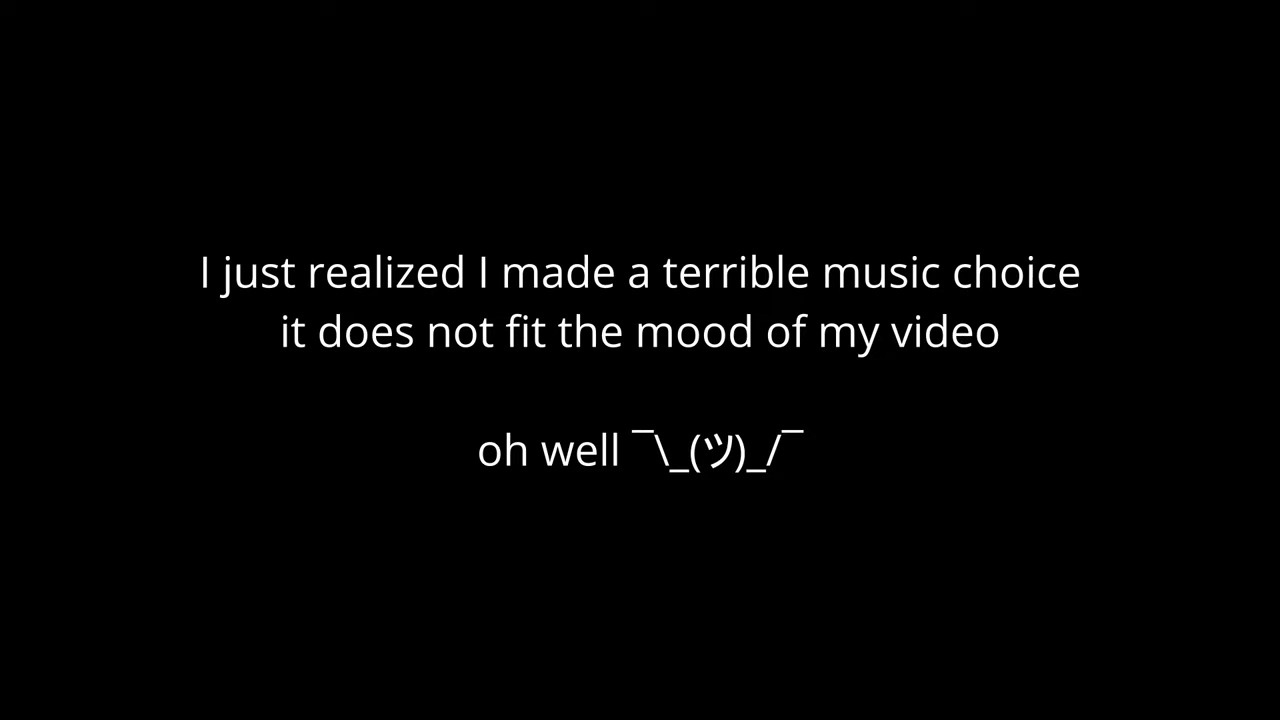 I just realized I made a terrible music choice
it does not fit the mood of my video
oh well ¯\_(ツ)_/¯